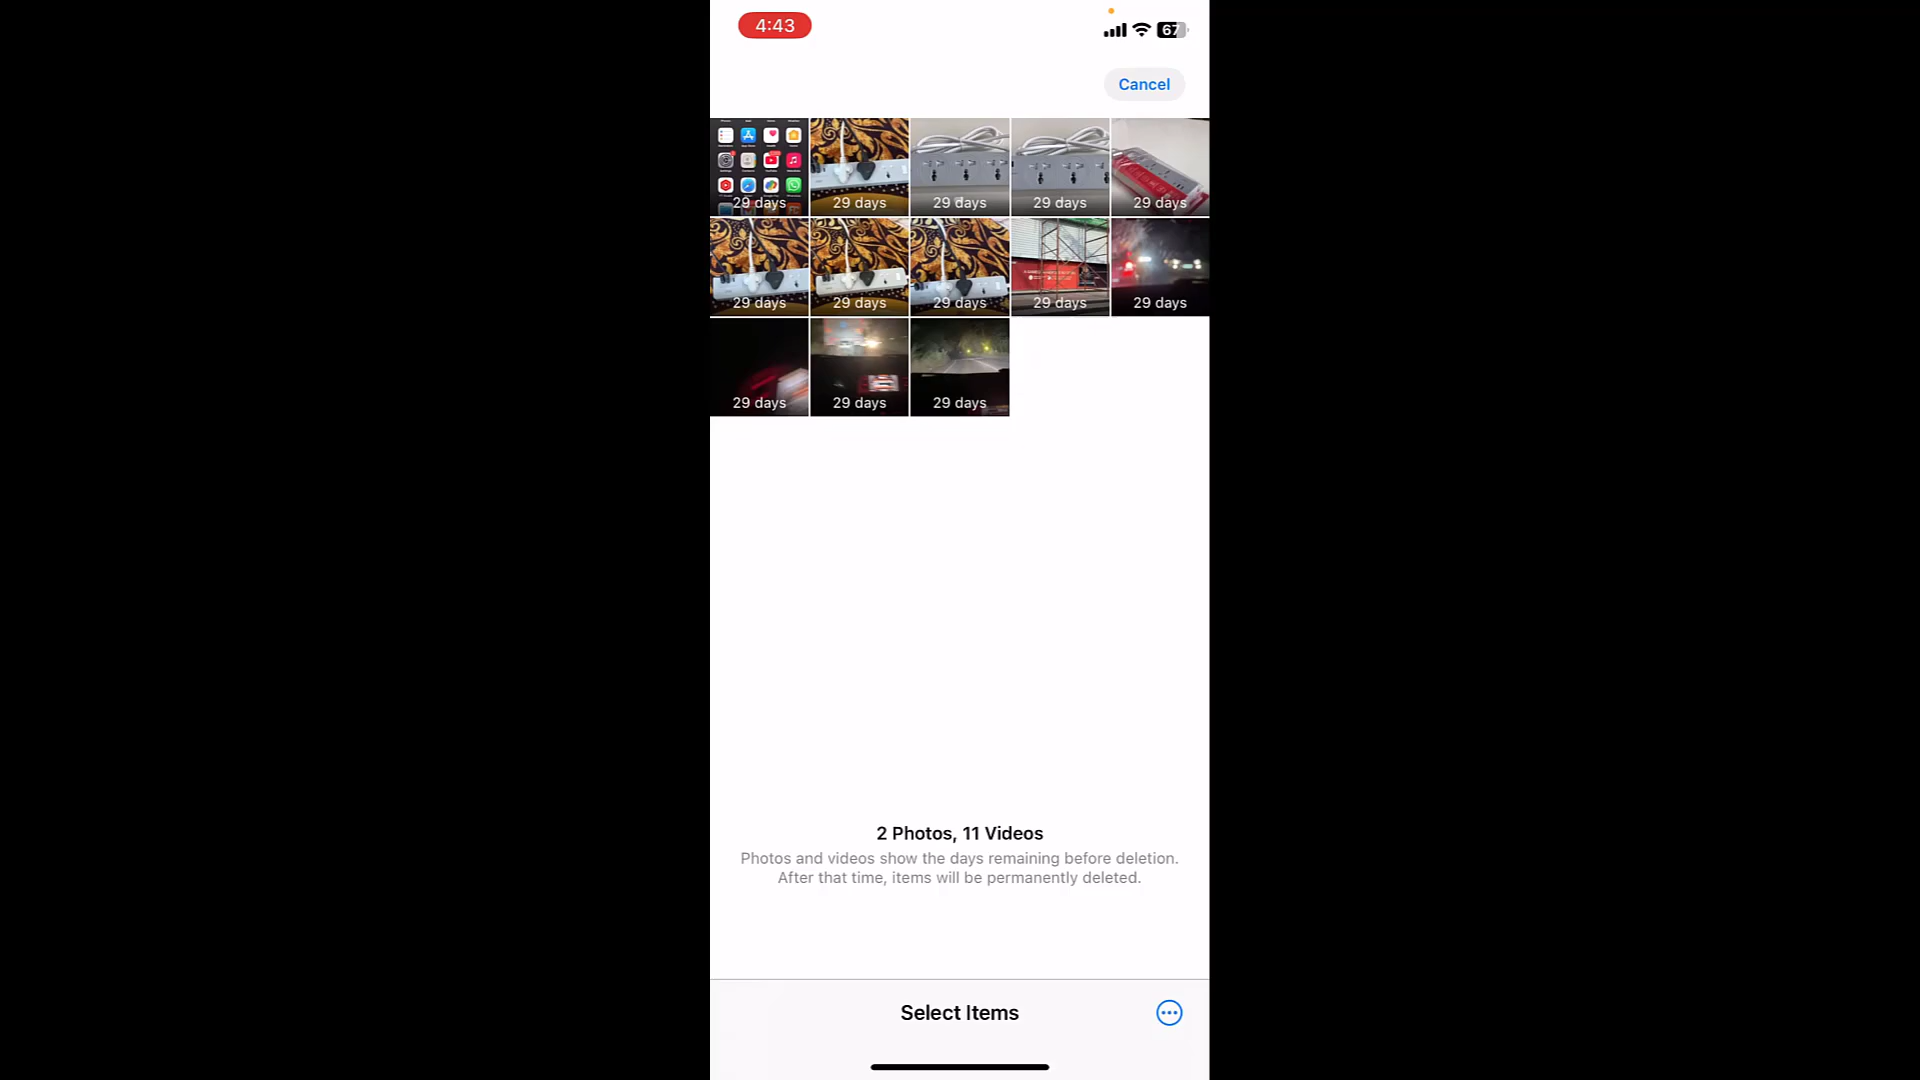 4:43
67
Cancel
29 days
29 days
29 days
29 days
29 days
29 days
29 days
29 days
29 days
29 days
29 days
29 days
29 days
2 Photos, 11 Videos
Photos and videos show the days remaining before deletion.
After that time, items will be permanently deleted.
Select Items